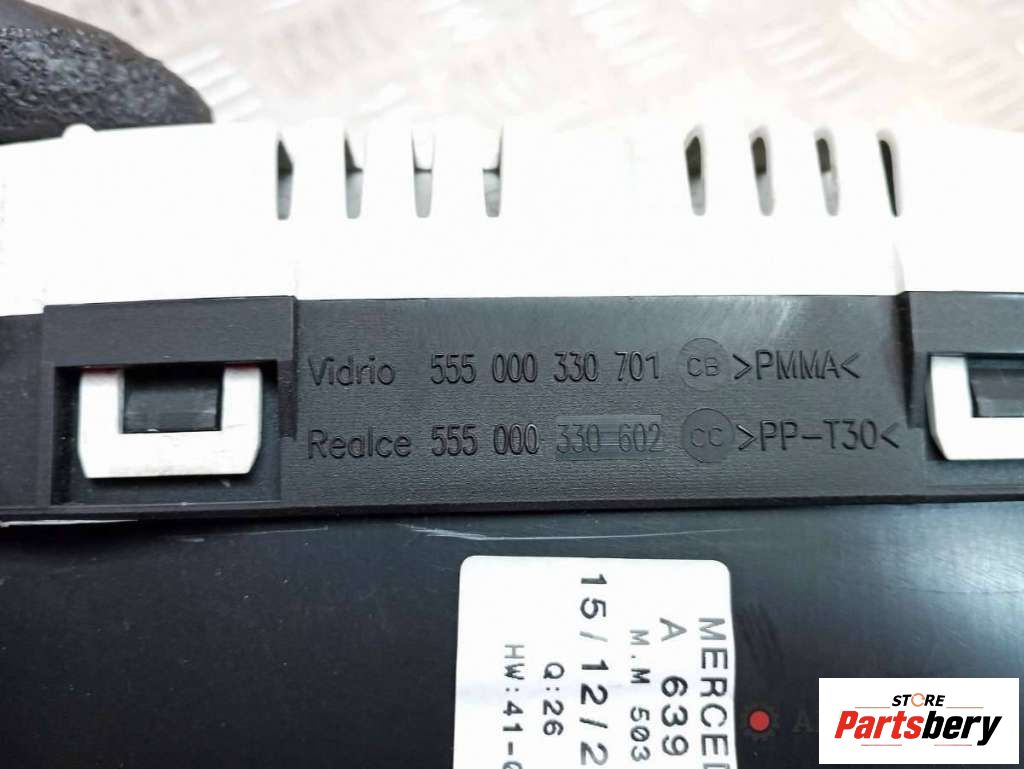 Vidrio 555 000 330 701 CB >PMMA<
Realce 555 000 330 602 CC >PP-T30<
MERCED
A 639
M.M 503
15/12/2
Q:26
HW:41-
STORE
Partsbery